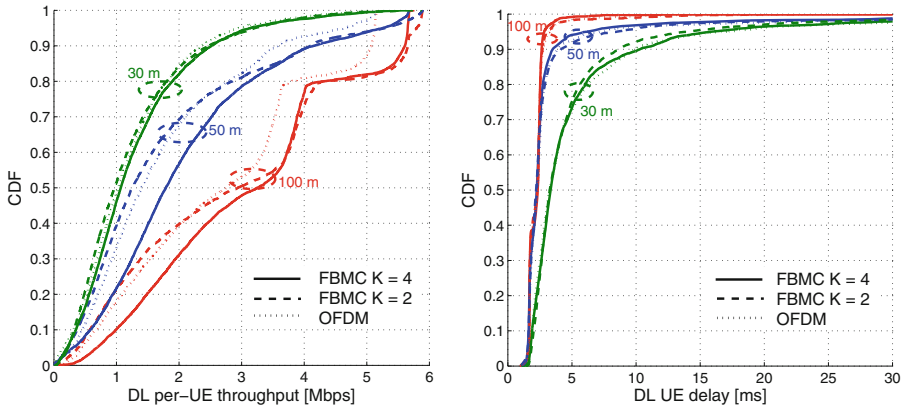 1
0.9
0.8
0.7
0.6
0.5
0.4
0.3
0.2
0.1
0
CDF
30 m
50 m
100 m
FBMC K = 4
FBMC K = 2
OFDM
0 1 2 3 4 5 6
DL per-UE throughput [Mbps]
1
0.9
0.8
0.7
0.6
0.5
0.4
0.3
0.2
0.1
0
CDF
100 m
50 m
30 m
FBMC K = 4
FBMC K = 2
OFDM
0 5 10 15 20 25 30
DL UE delay [ms]